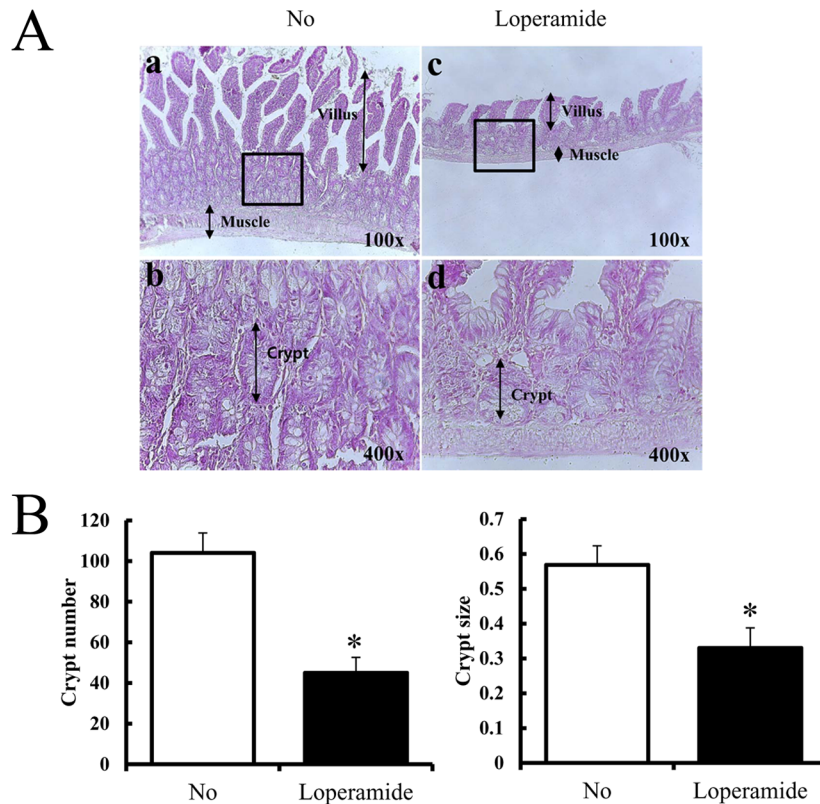 A
No
Loperamide
a
Villus
Muscle
100x
c
Villus
Muscle
100x
b
Crypt
400x
d
Crypt
400x
B
Crypt number
120
100
80
60
40
20
0
*
No
Loperamide
Crypt size
0.7
0.6
0.5
0.4
0.3
0.2
0.1
0
*
No
Loperamide